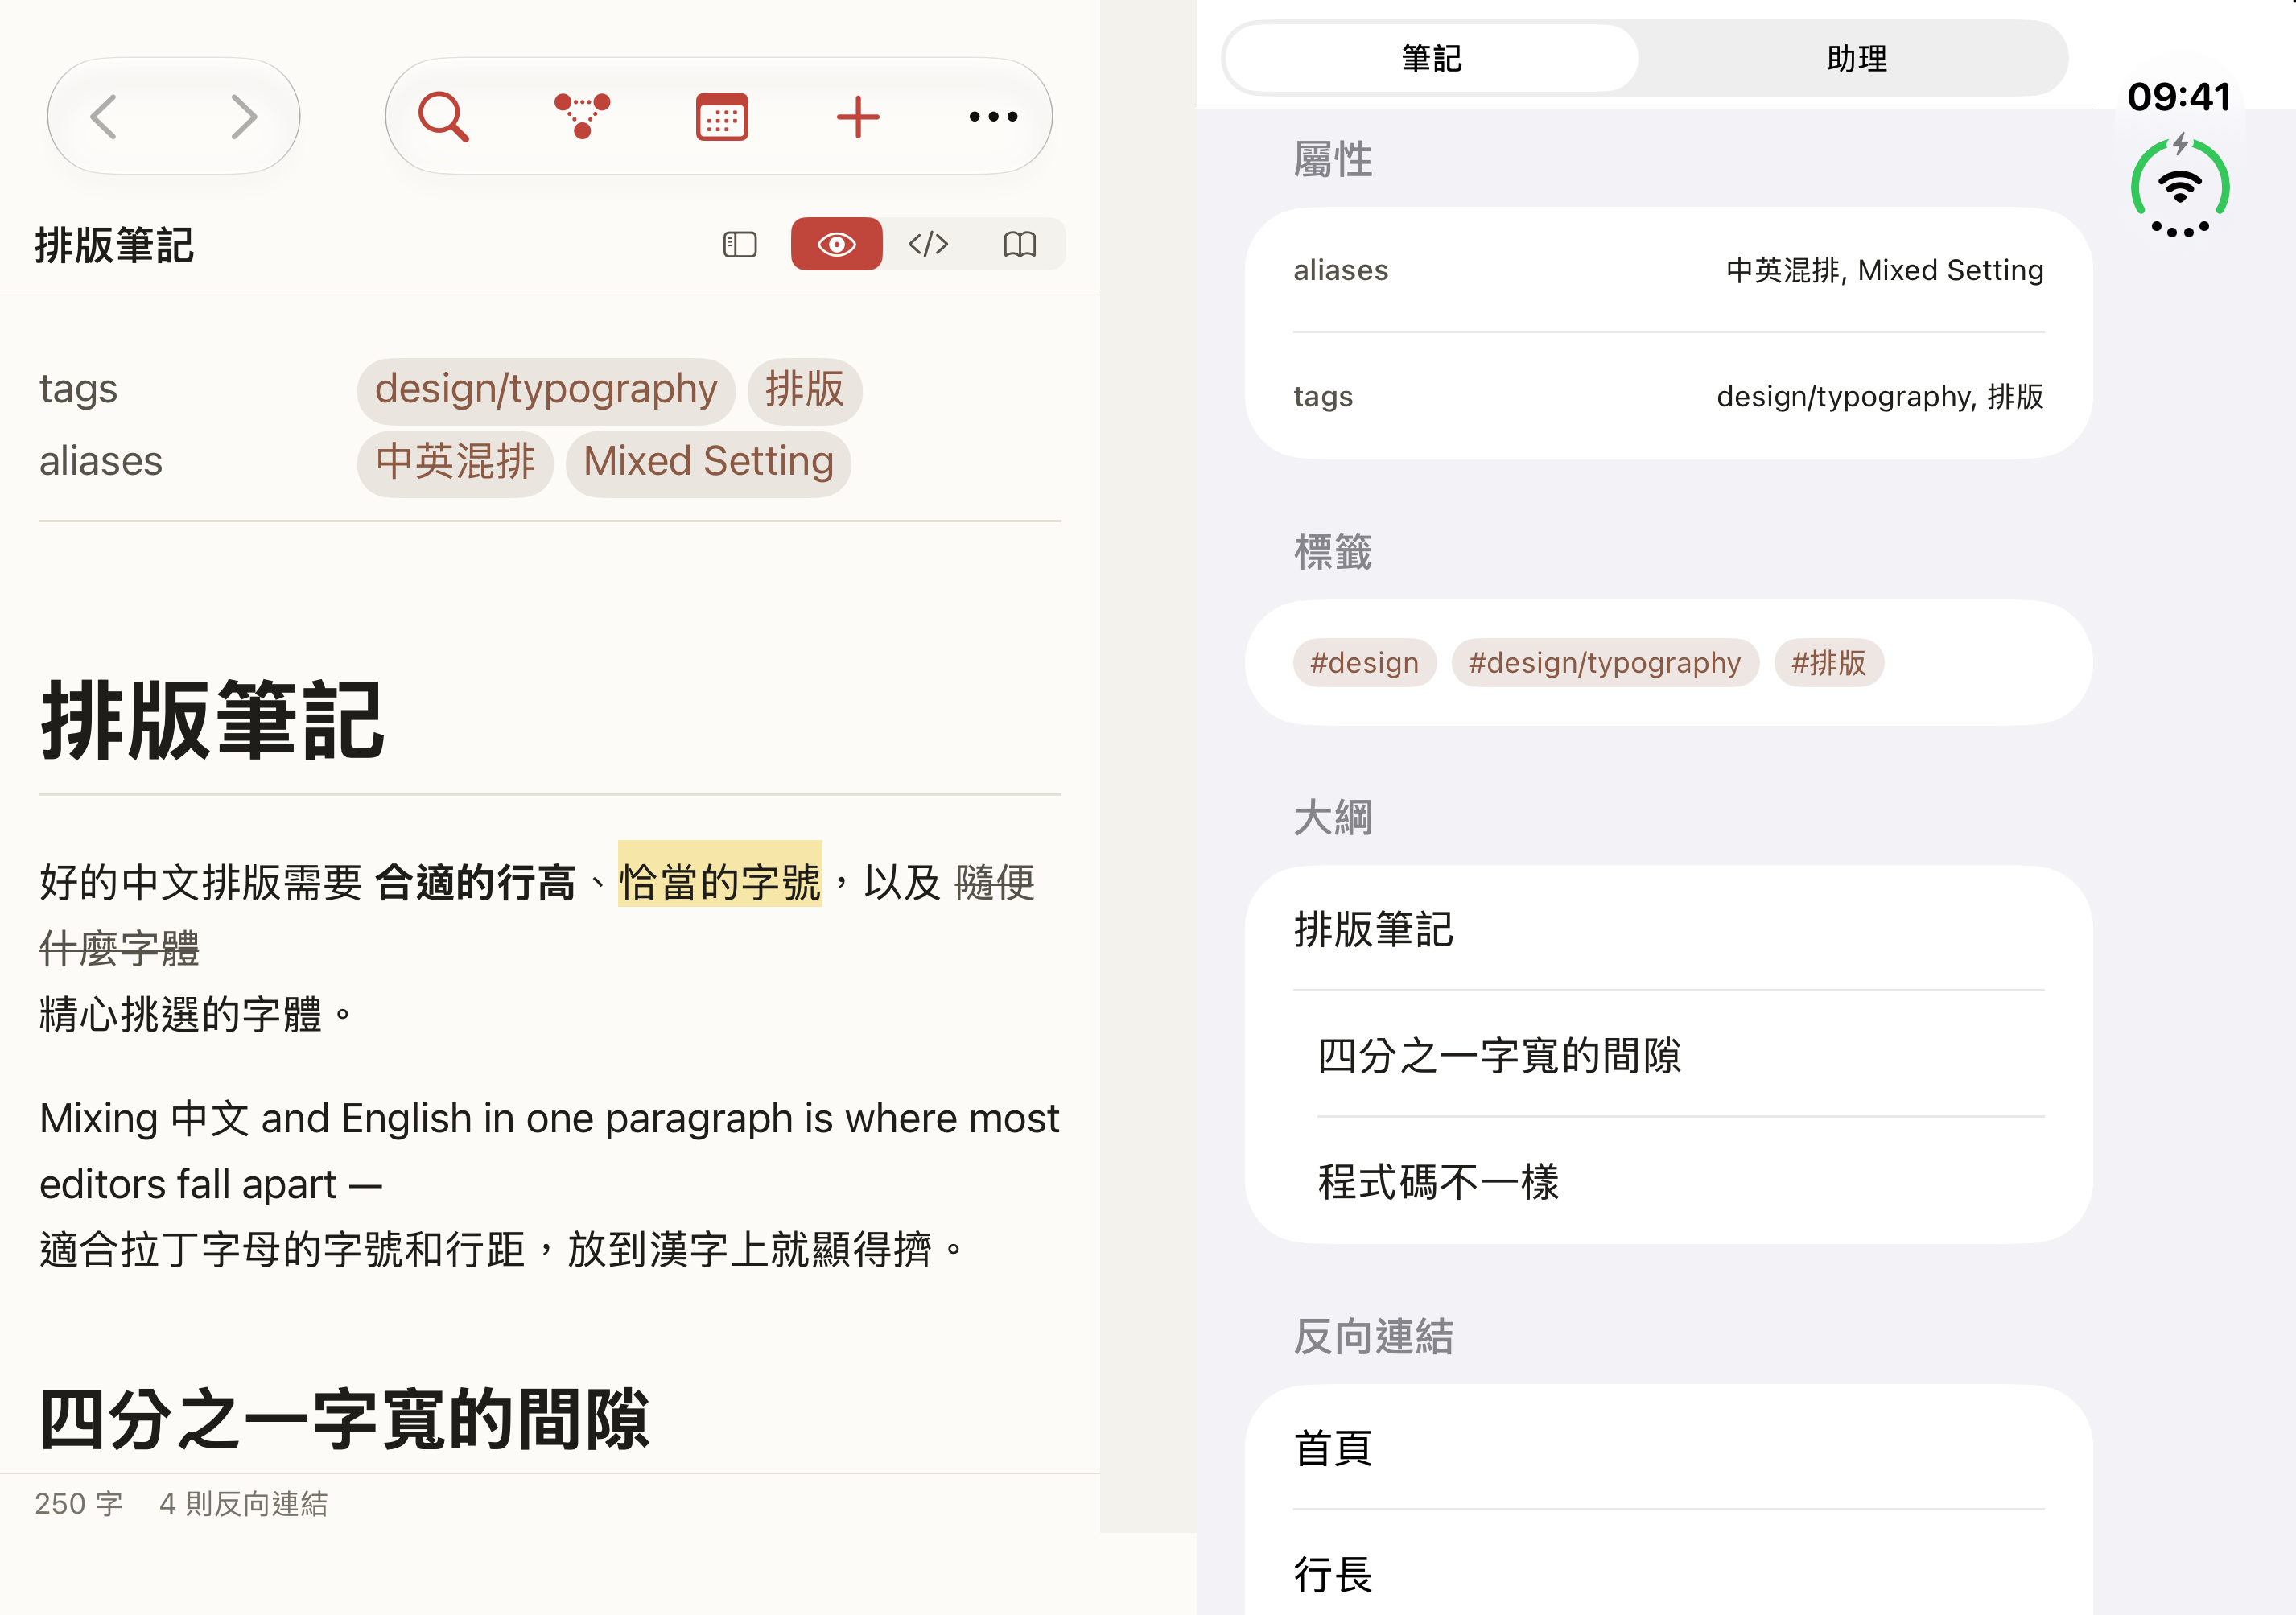 排版筆記
tags design/typography 排版
aliases 中英混排 Mixed Setting
排版筆記
好的中文排版需要 合適的行高、恰當的字號，以及 隨便
什麼字體
精心挑選的字體。
Mixing 中文 and English in one paragraph is where most
editors fall apart —
適合拉丁字母的字號和行距，放到漢字上就顯得擠。
四分之一字寬的間隙
250 字 4 則反向連結
筆記 助理
09:41
屬性
aliases 中英混排, Mixed Setting
tags design/typography, 排版
標籤
#design #design/typography #排版
大綱
排版筆記
四分之一字寬的間隙
程式碼不一樣
反向連結
首頁
行長